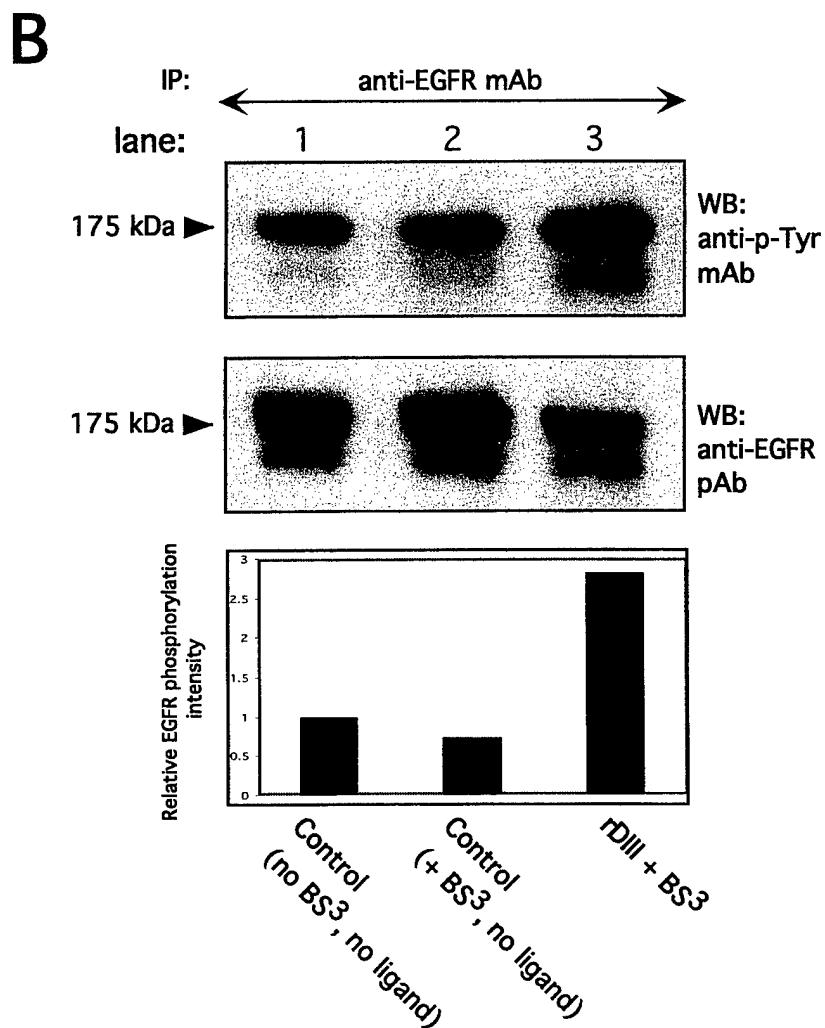 B
IP: anti-EGFR mAb
lane: 1 2 3
175 kDa
WB:
anti-p-Tyr
mAb
175 kDa
WB:
anti-EGFR
pAb
Relative EGFR phosphorylation
intensity
3
2.5
2
1.5
1
0.5
0
Control
(no BS³, no ligand)
Control
(+ BS³, no ligand)
rDIII + BS³